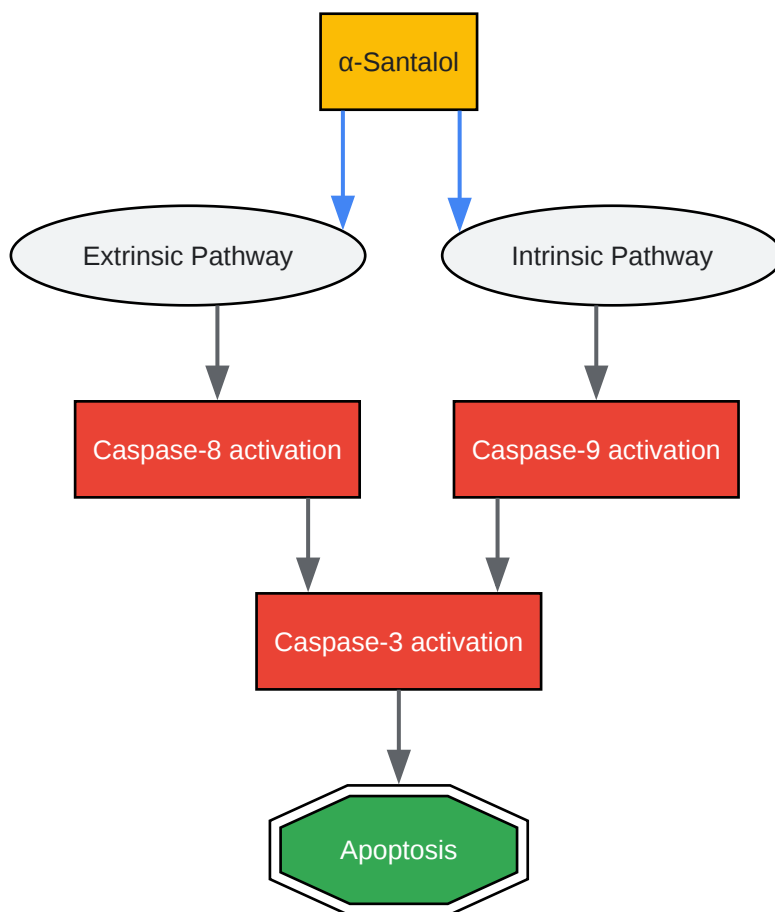 α-Santalol
Extrinsic Pathway
Intrinsic Pathway
Caspase-8 activation
Caspase-9 activation
Caspase-3 activation
Apoptosis